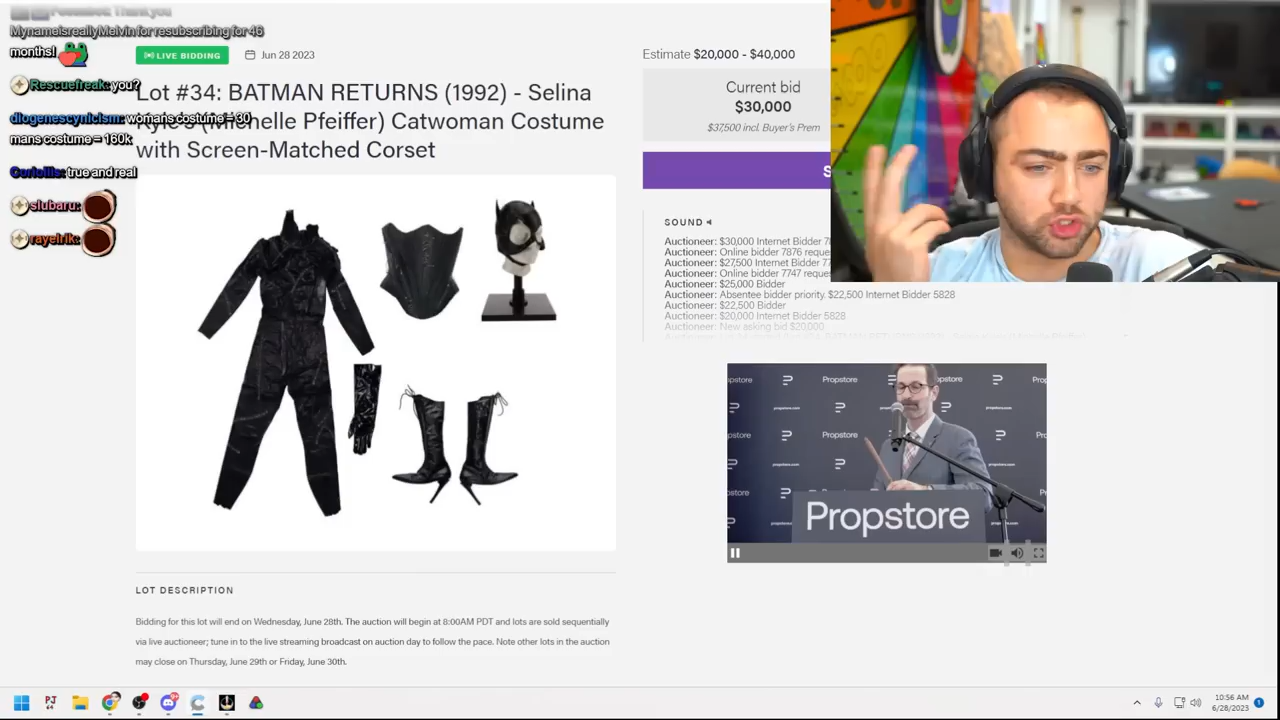 MynameisreallyMelvin for resubscribing for 46
months!
Rescuefreak: you?
diogenescynicism: womans costume = 30
mans costume = 160k
Coriollis: true and real
slubaru:
rayelrik:
LIVE BIDDING
Jun 28 2023
Lot #34: BATMAN RETURNS (1992) - Selina
Kyle's (Michelle Pfeiffer) Catwoman Costume
with Screen-Matched Corset
LOT DESCRIPTION
Bidding for this lot will end on Wednesday, June 28th. The auction will begin at 8:00AM PDT and lots are sold sequentially
via live auctioneer; tune in to the live streaming broadcast on auction day to follow the pace. Note other lots in the auction
may close on Thursday, June 29th or Friday, June 30th.
Estimate $20,000 - $40,000
Current bid
$30,000
$37,500 incl. Buyer's Prem
S
SOUND
Auctioneer: $30,000 Internet Bidder
Auctioneer: Online bidder 7876
Auctioneer: $27,500 Internet Bidder
Auctioneer: Online bidder 7747
Auctioneer: $25,000 Bidder
Auctioneer: Absentee bidder priority. $22,500 Internet Bidder 5828
Auctioneer: $22,500 Bidder
Auctioneer: $20,000 Internet Bidder 5828
Auctioneer: New asking bid $20,000
Propstore
propstore.com
Propstore
10:56 AM
6/28/2023